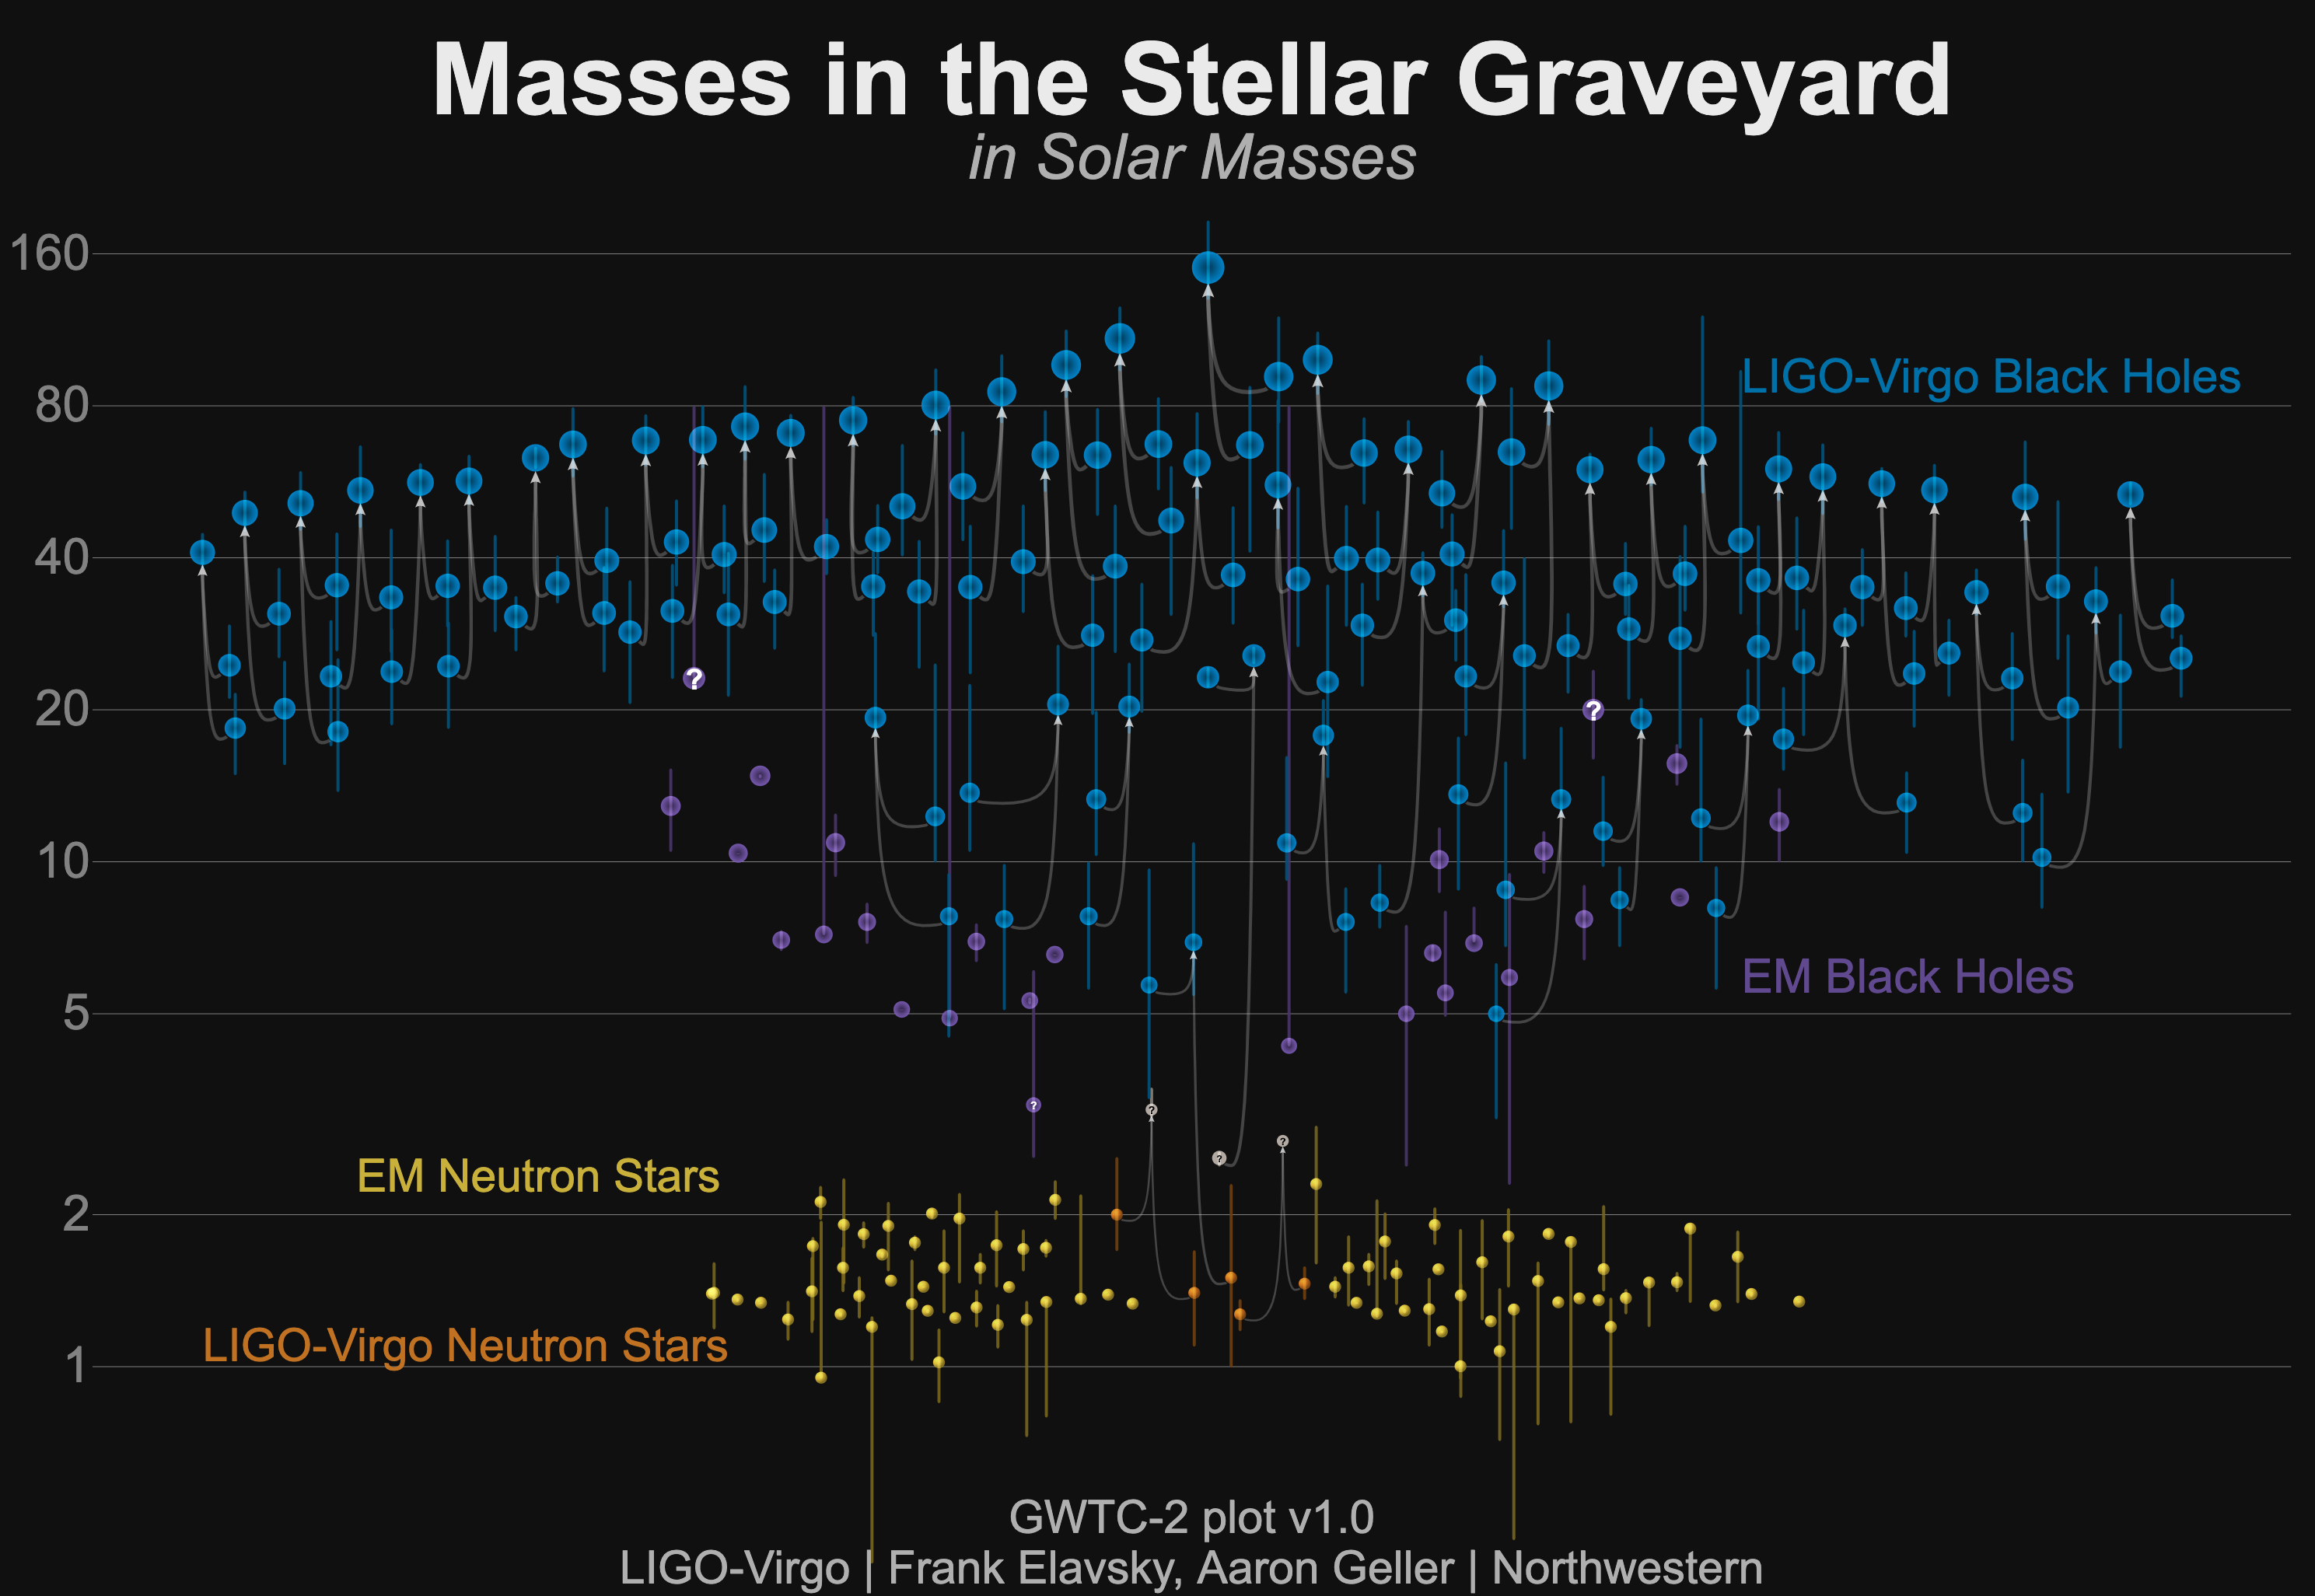 Masses in the Stellar Graveyard
in Solar Masses
160
80
LIGO-Virgo Black Holes
40
?
20
?
10
5
EM Black Holes
?
?
?
?
EM Neutron Stars
2
LIGO-Virgo Neutron Stars
1
GWTC-2 plot v1.0
LIGO-Virgo | Frank Elavsky, Aaron Geller | Northwestern